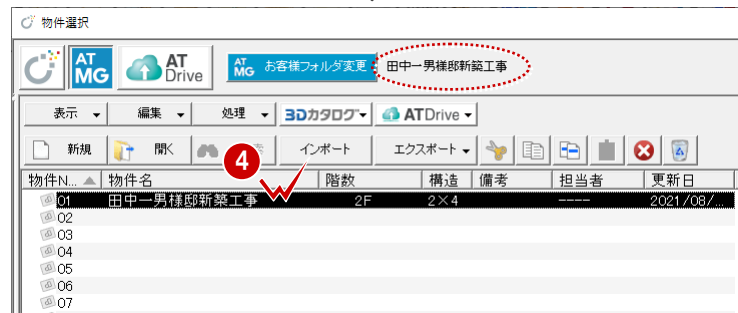 物件選択
AT MG AT Drive AT MG お客様フォルダ変更 田中一男様邸新築工事
表示 編集 処理 3Dカタログ ATDrive
新規 開く インポート エクスポート
4
物件N... 物件名 階数 構造 備考 担当者 更新日
01 田中一男様邸新築工事 2F 2×4 ---- 2021/08/...
02
03
04
05
06
07